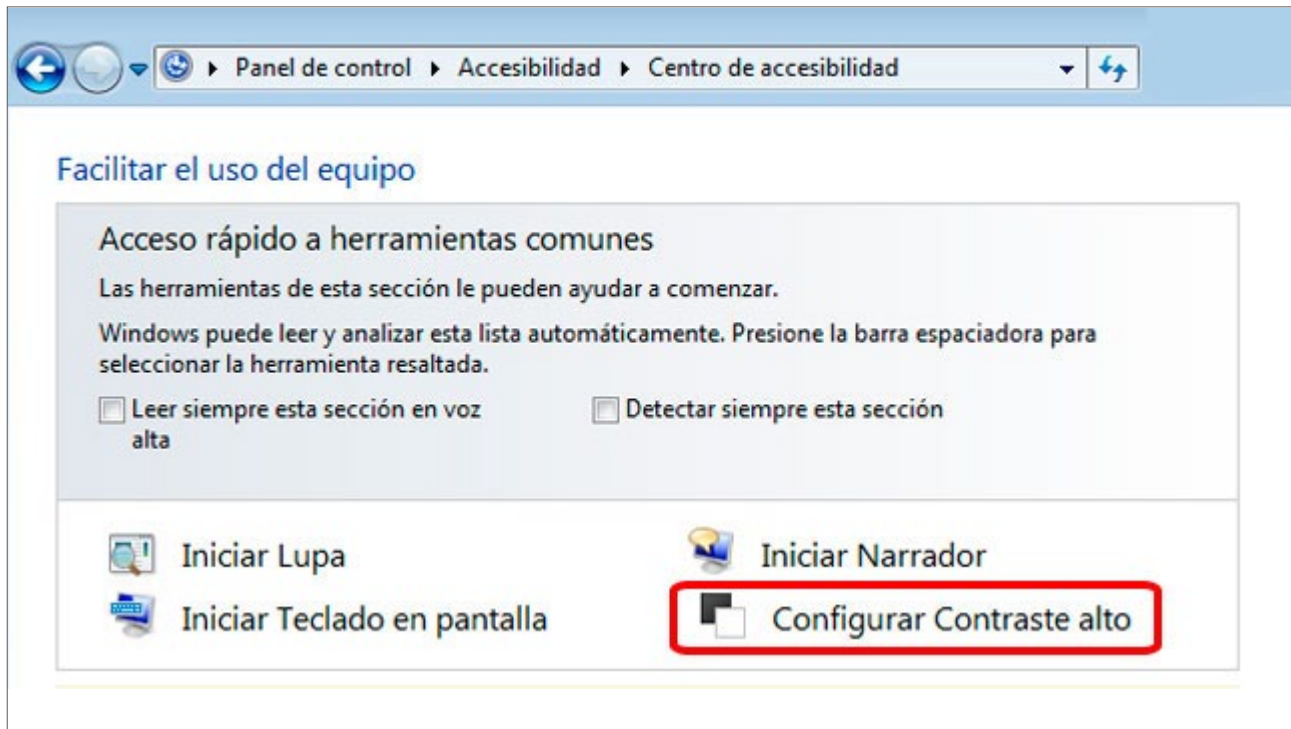 Panel de control Accesibilidad Centro de accesibilidad
Facilitar el uso del equipo
Acceso rápido a herramientas comunes
Las herramientas de esta sección le pueden ayudar a comenzar.
Windows puede leer y analizar esta lista automáticamente. Presione la barra espaciadora para
seleccionar la herramienta resaltada.
Leer siempre esta sección en voz
alta
Detectar siempre esta sección
Iniciar Lupa
Iniciar Narrador
Iniciar Teclado en pantalla
Configurar Contraste alto